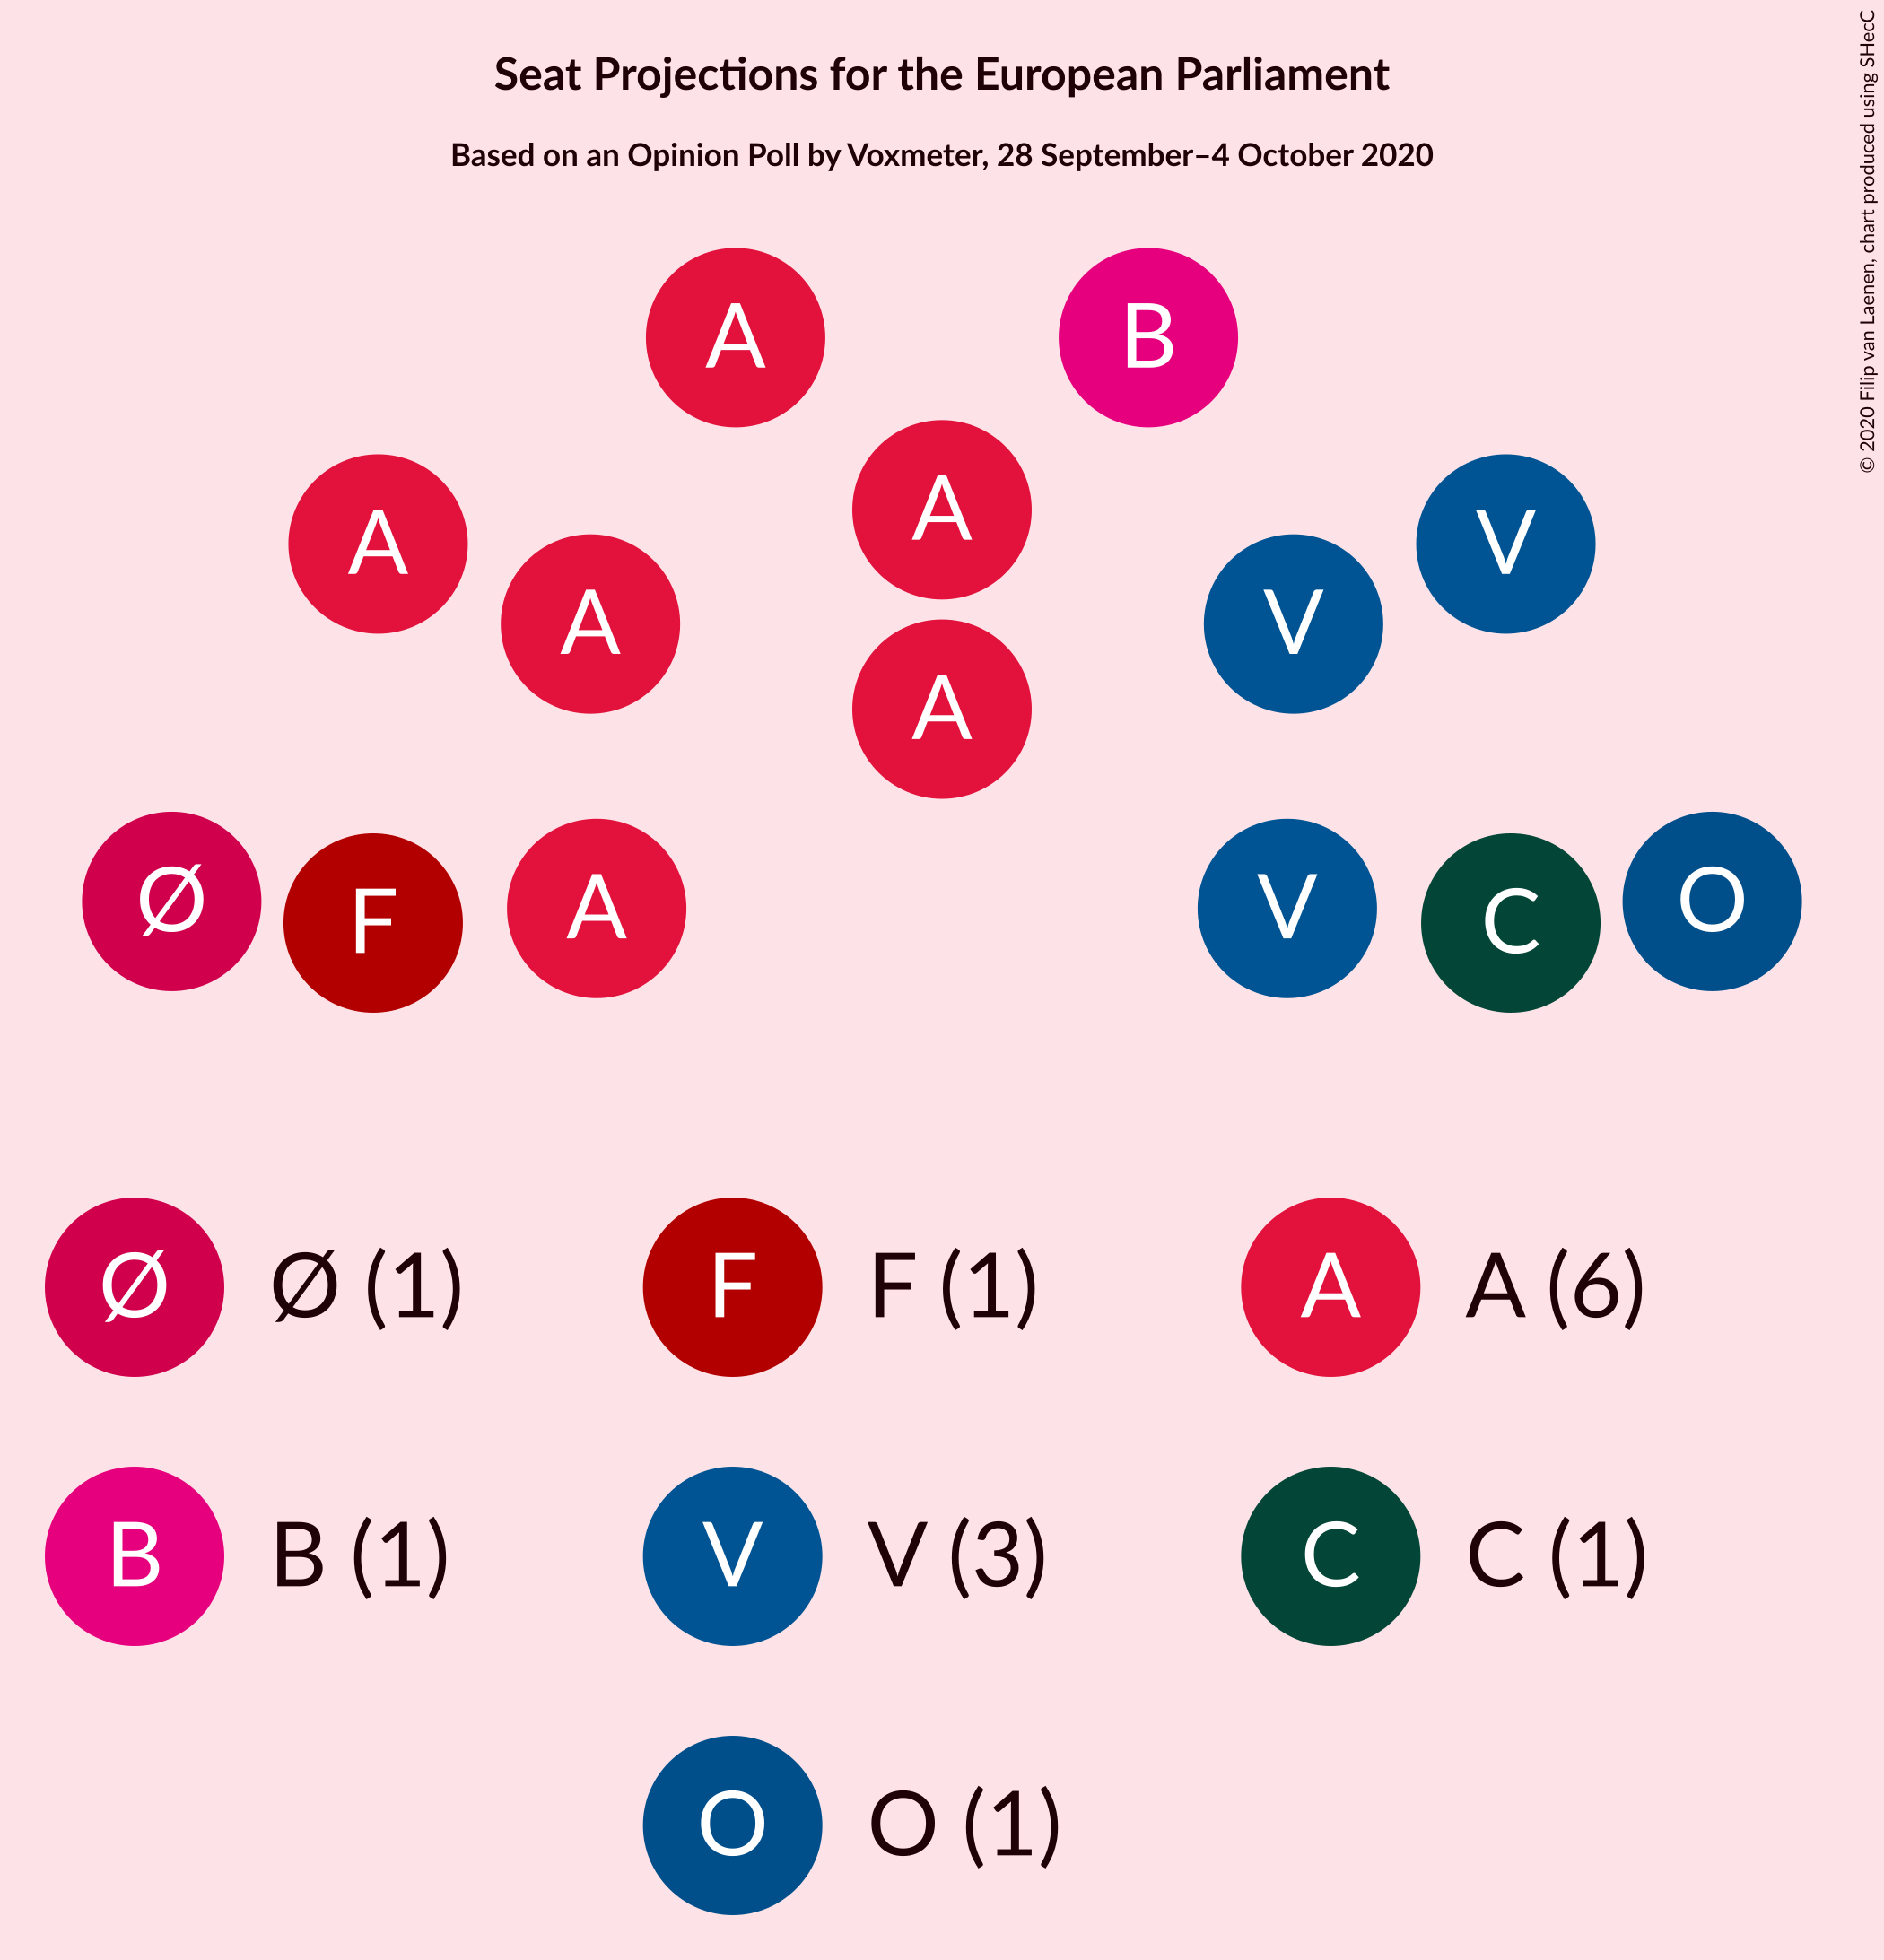 Seat Projections for the European Parliament
Based on an Opinion Poll by Voxmeter, 28 September–4 October 2020
© 2020 Filip van Laenen, chart produced using SHecC
A B
A
A V
A V
A
Ø A V O
F C
Ø Ø (1) F F (1) A A (6)
B B (1) V V (3) C C (1)
O O (1)